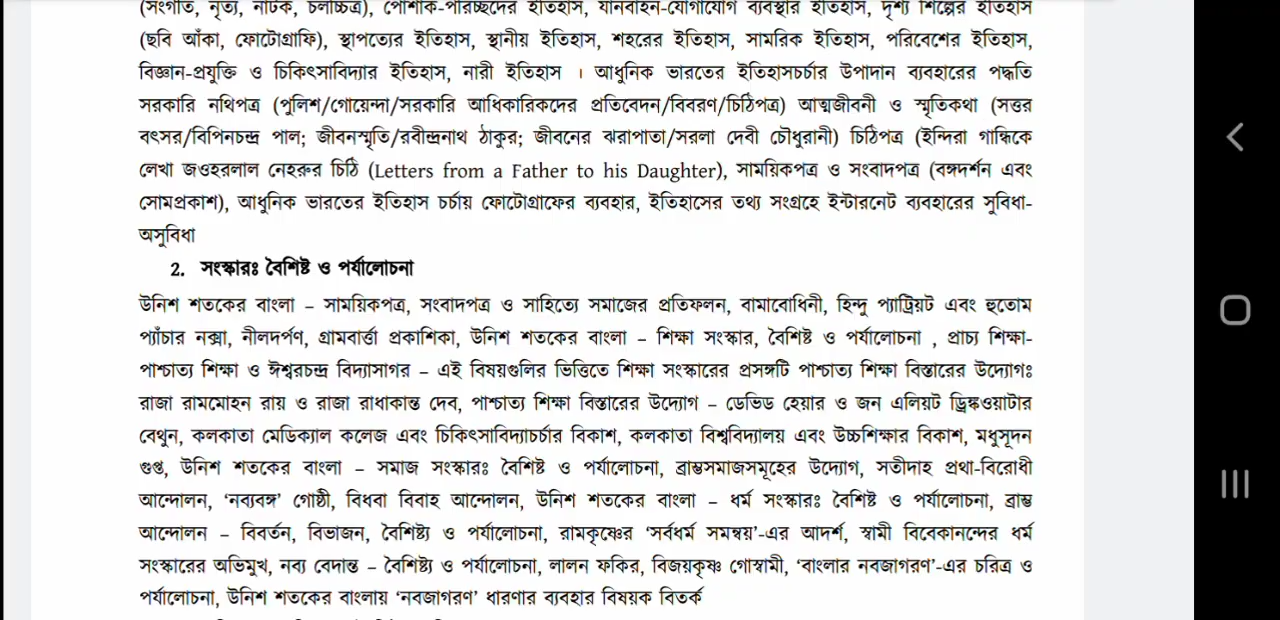 (সংগীত, নৃত্য, নাটক, চলচ্চিত্র), পোশাক-পরিচ্ছদের ইতিহাস, যানবাহন-যোগাযোগ ব্যবস্থার ইতিহাস, দৃশ্য শিল্পের ইতিহাস
(ছবি আঁকা, ফোটোগ্রাফি), স্থাপত্যের ইতিহাস, স্থানীয় ইতিহাস, শহরের ইতিহাস, সামরিক ইতিহাস, পরিবেশের ইতিহাস,
বিজ্ঞান-প্রযুক্তি ও চিকিৎসাবিদ্যার ইতিহাস, নারী ইতিহাস । আধুনিক ভারতের ইতিহাসচর্চার উপাদান ব্যবহারের পদ্ধতি
সরকারি নথিপত্র (পুলিশ/গোয়েন্দা/সরকারি আধিকারিকদের প্রতিবেদন/বিবরণ/চিঠিপত্র) আত্মজীবনী ও স্মৃতিকথা (সত্তর
বৎসর/বিপিনচন্দ্র পাল; জীবনস্মৃতি/রবীন্দ্রনাথ ঠাকুর; জীবনের ঝরাপাতা/সরলা দেবী চৌধুরানী) চিঠিপত্র (ইন্দিরা গান্ধিকে
লেখা জওহরলাল নেহরুর চিঠি (Letters from a Father to his Daughter), সাময়িকপত্র ও সংবাদপত্র (বঙ্গদর্শন এবং
সোমপ্রকাশ), আধুনিক ভারতের ইতিহাস চর্চায় ফোটোগ্রাফের ব্যবহার, ইতিহাসের তথ্য সংগ্রহে ইন্টারনেট ব্যবহারের সুবিধা-
অসুবিধা
2. সংস্কারঃ বৈশিষ্ট ও পর্যালোচনা
উনিশ শতকের বাংলা – সাময়িকপত্র, সংবাদপত্র ও সাহিত্যে সমাজের প্রতিফলন, বামাবোধিনী, হিন্দু প্যাট্রিয়ট এবং হুতোম
প্যাঁচার নক্সা, নীলদর্পণ, গ্রামবার্ত্তা প্রকাশিকা, উনিশ শতকের বাংলা – শিক্ষা সংস্কার, বৈশিষ্ট ও পর্যালোচনা , প্রাচ্য শিক্ষা-
পাশ্চাত্য শিক্ষা ও ঈশ্বরচন্দ্র বিদ্যাসাগর – এই বিষয়গুলির ভিত্তিতে শিক্ষা সংস্কারের প্রসঙ্গটি পাশ্চাত্য শিক্ষা বিস্তারের উদ্যোগঃ
রাজা রামমোহন রায় ও রাজা রাধাকান্ত দেব, পাশ্চাত্য শিক্ষা বিস্তারের উদ্যোগ – ডেভিড হেয়ার ও জন এলিয়ট ড্রিঙ্কওয়াটার
বেথুন, কলকাতা মেডিক্যাল কলেজ এবং চিকিৎসাবিদ্যাচর্চার বিকাশ, কলকাতা বিশ্ববিদ্যালয় এবং উচ্চশিক্ষার বিকাশ, মধুসূদন
গুপ্ত, উনিশ শতকের বাংলা – সমাজ সংস্কারঃ বৈশিষ্ট ও পর্যালোচনা, ব্রাহ্মসমাজসমূহের উদ্যোগ, সতীদাহ প্রথা-বিরোধী
আন্দোলন, ‘নব্যবঙ্গ’ গোষ্ঠী, বিধবা বিবাহ আন্দোলন, উনিশ শতকের বাংলা – ধর্ম সংস্কারঃ বৈশিষ্ট ও পর্যালোচনা, ব্রাহ্ম
আন্দোলন – বিবর্তন, বিভাজন, বৈশিষ্ট্য ও পর্যালোচনা, রামকৃষ্ণের ‘সর্বধর্ম সমন্বয়’-এর আদর্শ, স্বামী বিবেকানন্দের ধর্ম
সংস্কারের অভিমুখ, নব্য বেদান্ত – বৈশিষ্ট্য ও পর্যালোচনা, লালন ফকির, বিজয়কৃষ্ণ গোস্বামী, ‘বাংলার নবজাগরণ’-এর চরিত্র ও
পর্যালোচনা, উনিশ শতকের বাংলায় ‘নবজাগরণ’ ধারণার ব্যবহার বিষয়ক বিতর্ক